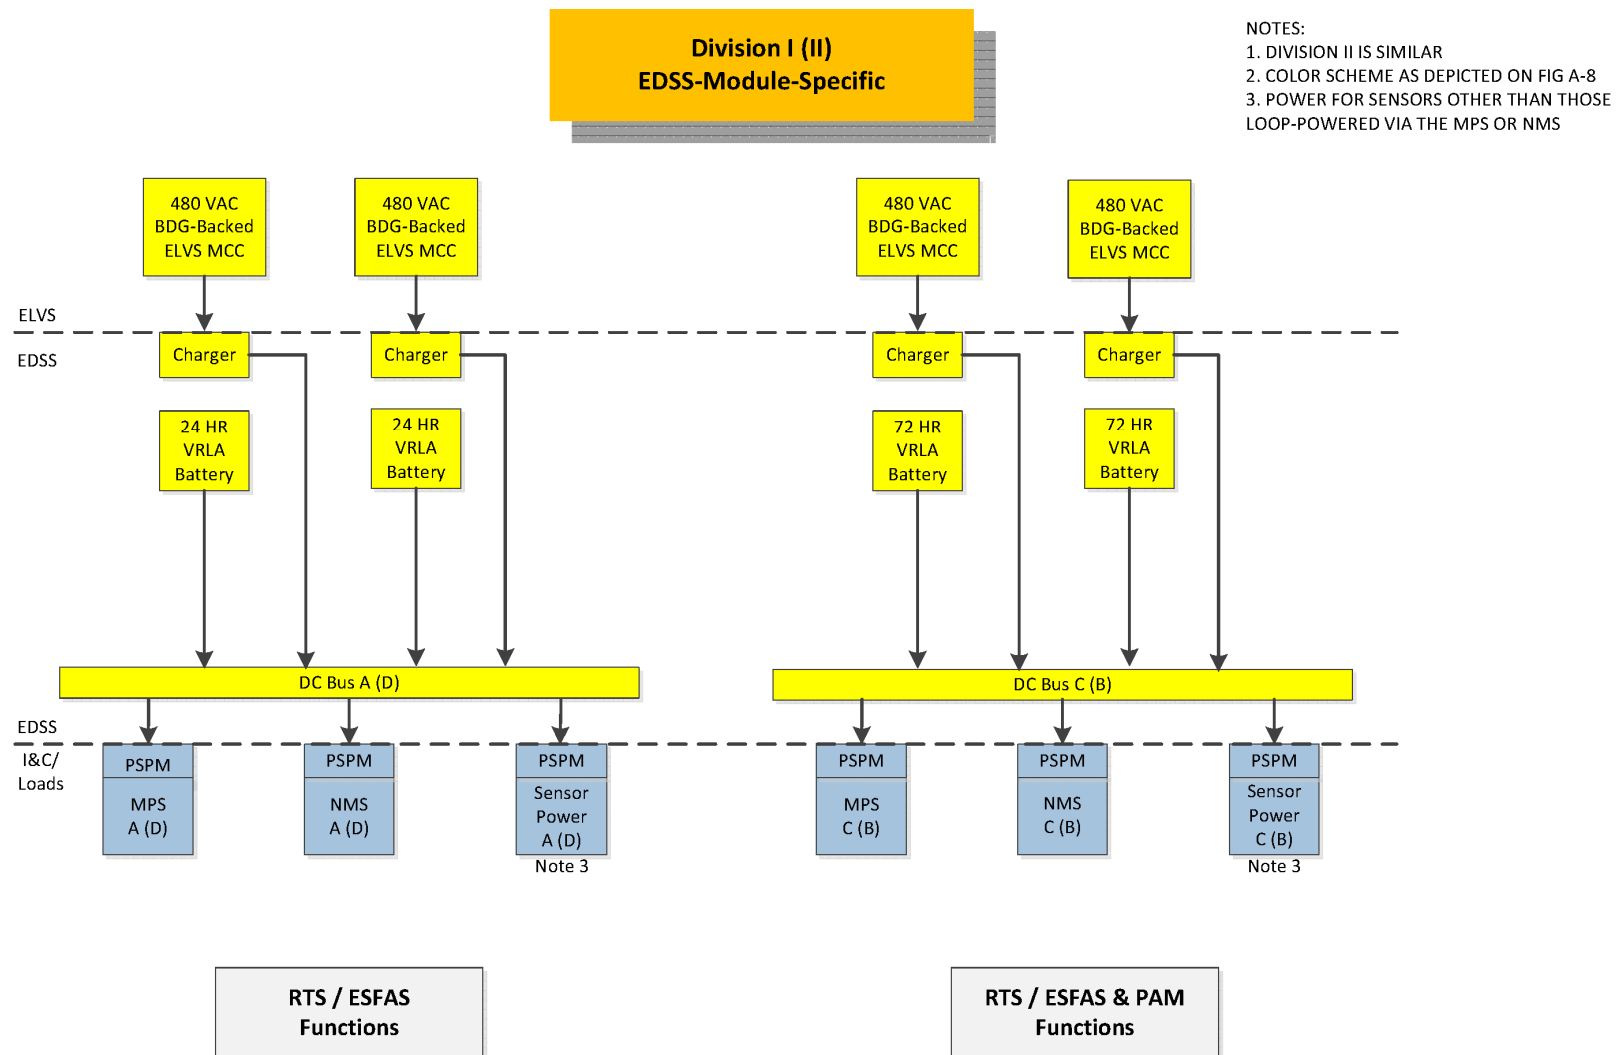 Division I (II)
EDSS-Module-Specific
NOTES:
1. DIVISION II IS SIMILAR
2. COLOR SCHEME AS DEPICTED ON FIG A-8
3. POWER FOR SENSORS OTHER THAN THOSE
LOOP-POWERED VIA THE MPS OR NMS
480 VAC
BDG-Backed
ELVS MCC
480 VAC
BDG-Backed
ELVS MCC
480 VAC
BDG-Backed
ELVS MCC
480 VAC
BDG-Backed
ELVS MCC
ELVS
EDSS
Charger
Charger
Charger
Charger
24 HR
VRLA
Battery
24 HR
VRLA
Battery
72 HR
VRLA
Battery
72 HR
VRLA
Battery
DC Bus A (D)
DC Bus C (B)
EDSS
I&C/
Loads
PSPM
MPS
A (D)
PSPM
NMS
A (D)
PSPM
Sensor
Power
A (D)
Note 3
PSPM
MPS
C (B)
PSPM
NMS
C (B)
PSPM
Sensor
Power
C (B)
Note 3
RTS / ESFAS
Functions
RTS / ESFAS & PAM
Functions